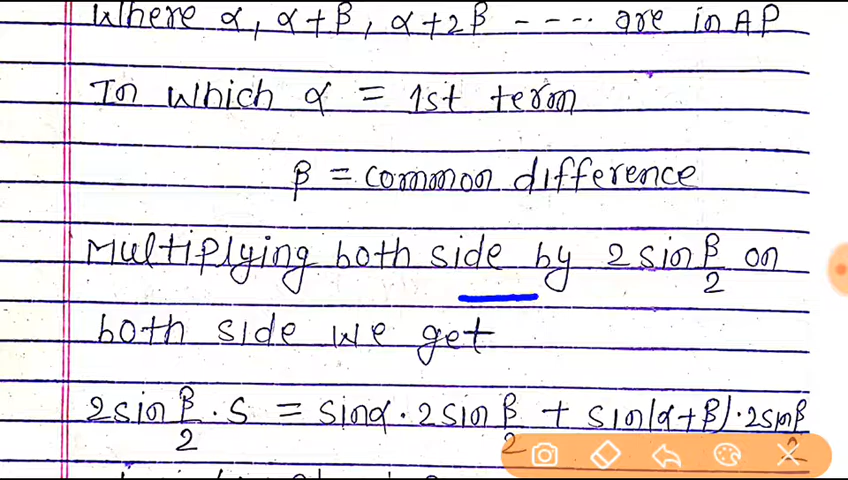 Where α, α+β, α+2β ----... are in AP
In which α = 1st term
β = common difference
Multiplying both side by 2sin β/2 on
both side we get
2sin β/2 . S = sinα . 2sin β/2 + sin(α+β) . 2sin β/2